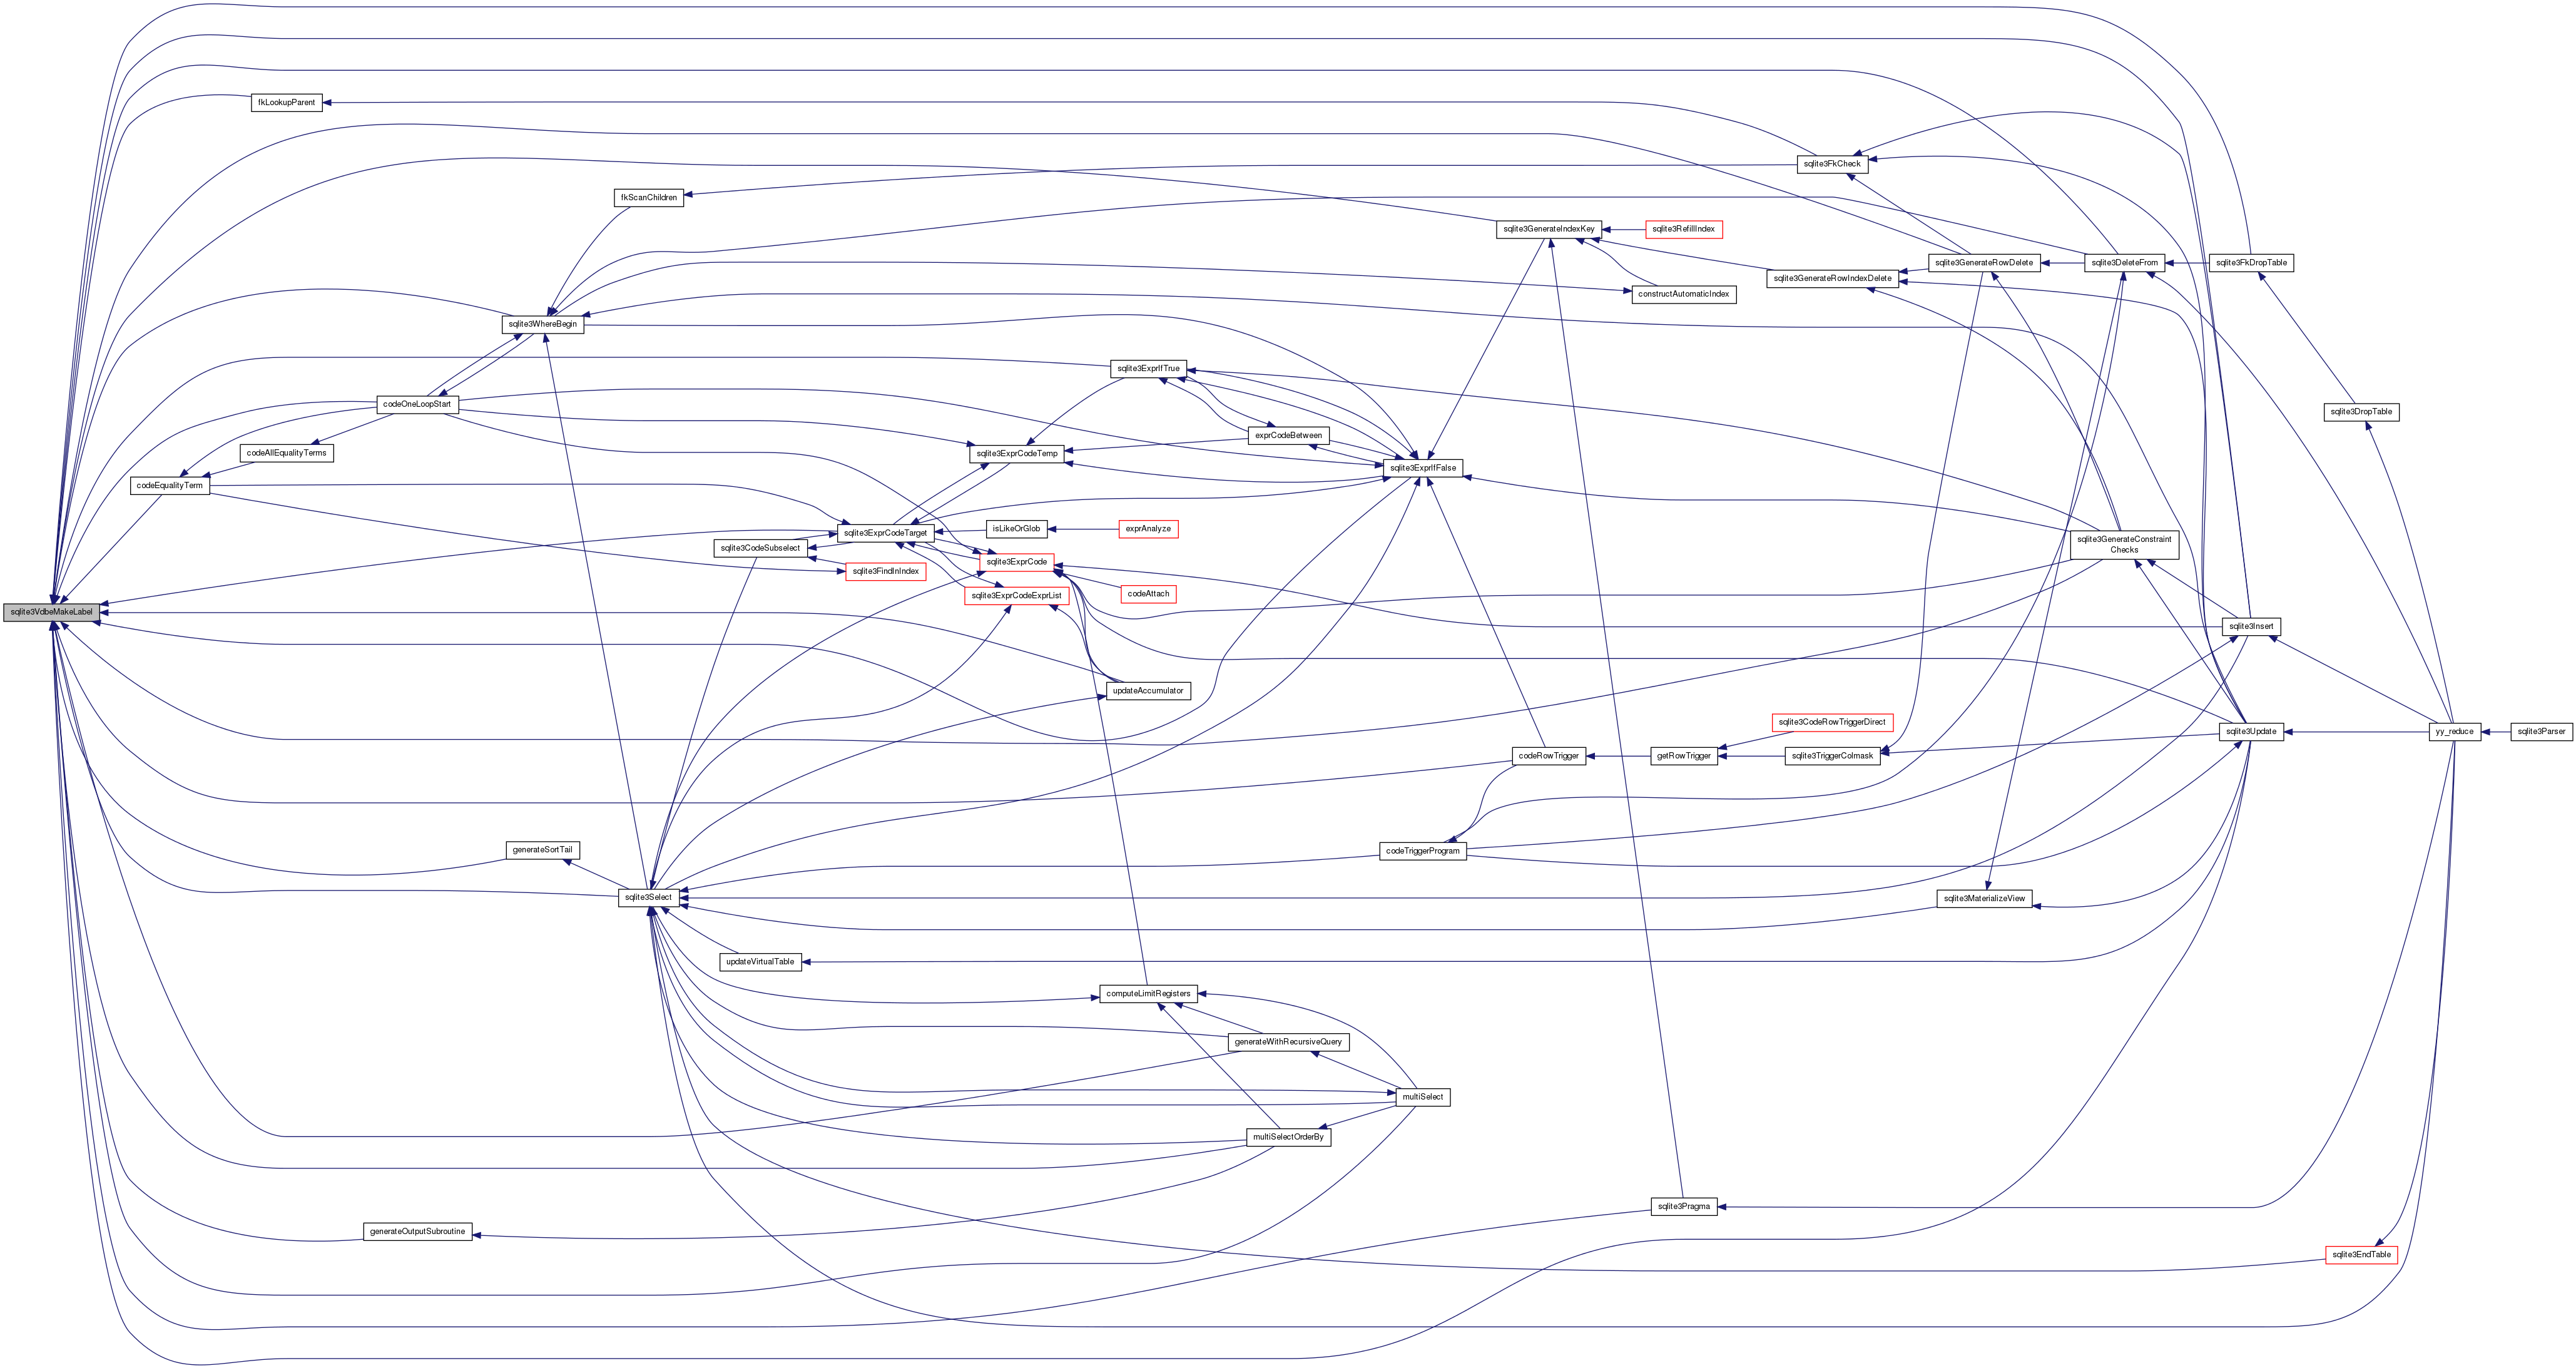 fkLookupParent
sqlite3FkCheck
fkScanChildren
sqlite3GenerateIndexKey
sqlite3RefillIndex
sqlite3GenerateRowDelete
sqlite3DeleteFrom
sqlite3FkDropTable
sqlite3GenerateRowIndexDelete
constructAutomaticIndex
sqlite3WhereBegin
sqlite3ExprIfTrue
codeOneLoopStart
sqlite3DropTable
exprCodeBetween
codeAllEqualityTerms
sqlite3ExprCodeTemp
sqlite3ExprIfFalse
codeEqualityTerm
isLikeOrGlob
exprAnalyze
sqlite3ExprCodeTarget
sqlite3GenerateConstraint
Checks
sqlite3CodeSubselect
sqlite3ExprCode
sqlite3FindInIndex
codeAttach
sqlite3ExprCodeExprList
sqlite3VdbeMakeLabel
sqlite3Insert
updateAccumulator
sqlite3CodeRowTriggerDirect
sqlite3Update
yy_reduce
sqlite3Parser
codeRowTrigger
getRowTrigger
sqlite3TriggerColmask
generateSortTail
codeTriggerProgram
sqlite3Select
sqlite3MaterializeView
updateVirtualTable
computeLimitRegisters
generateWithRecursiveQuery
multiSelect
multiSelectOrderBy
sqlite3Pragma
generateOutputSubroutine
sqlite3EndTable